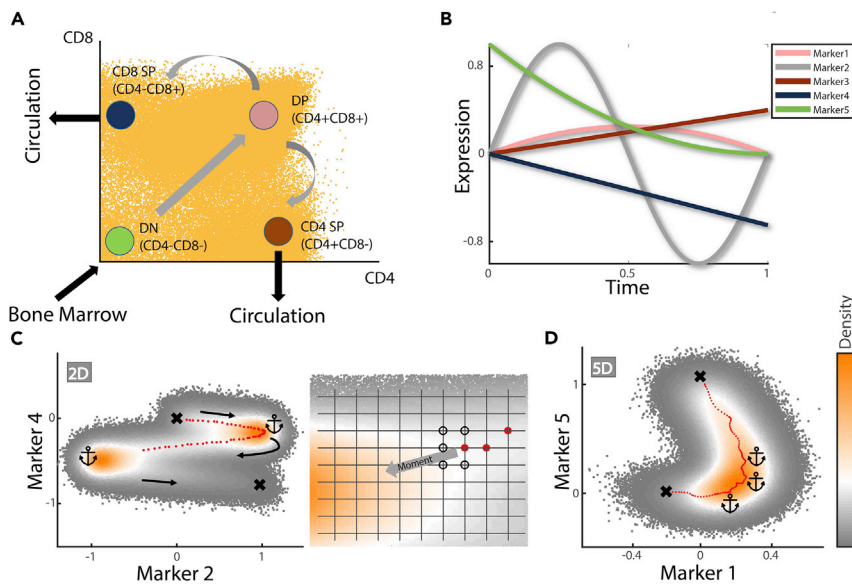 A
CD8
CD8 SP
(CD4-CD8+)
DP
(CD4+CD8+)
Circulation
DN
(CD4-CD8-)
CD4 SP
(CD4+CD8-)
CD4
Bone Marrow
Circulation
B
0.8
0
-0.8
Expression
0
0.5
1
Time
Marker1
Marker2
Marker3
Marker4
Marker5
C
2D
0
-1
Marker 4
-1
0
1
Marker 2
Moment
D
5D
1
0
Marker 5
-0.4
0
0.4
Marker 1
Density